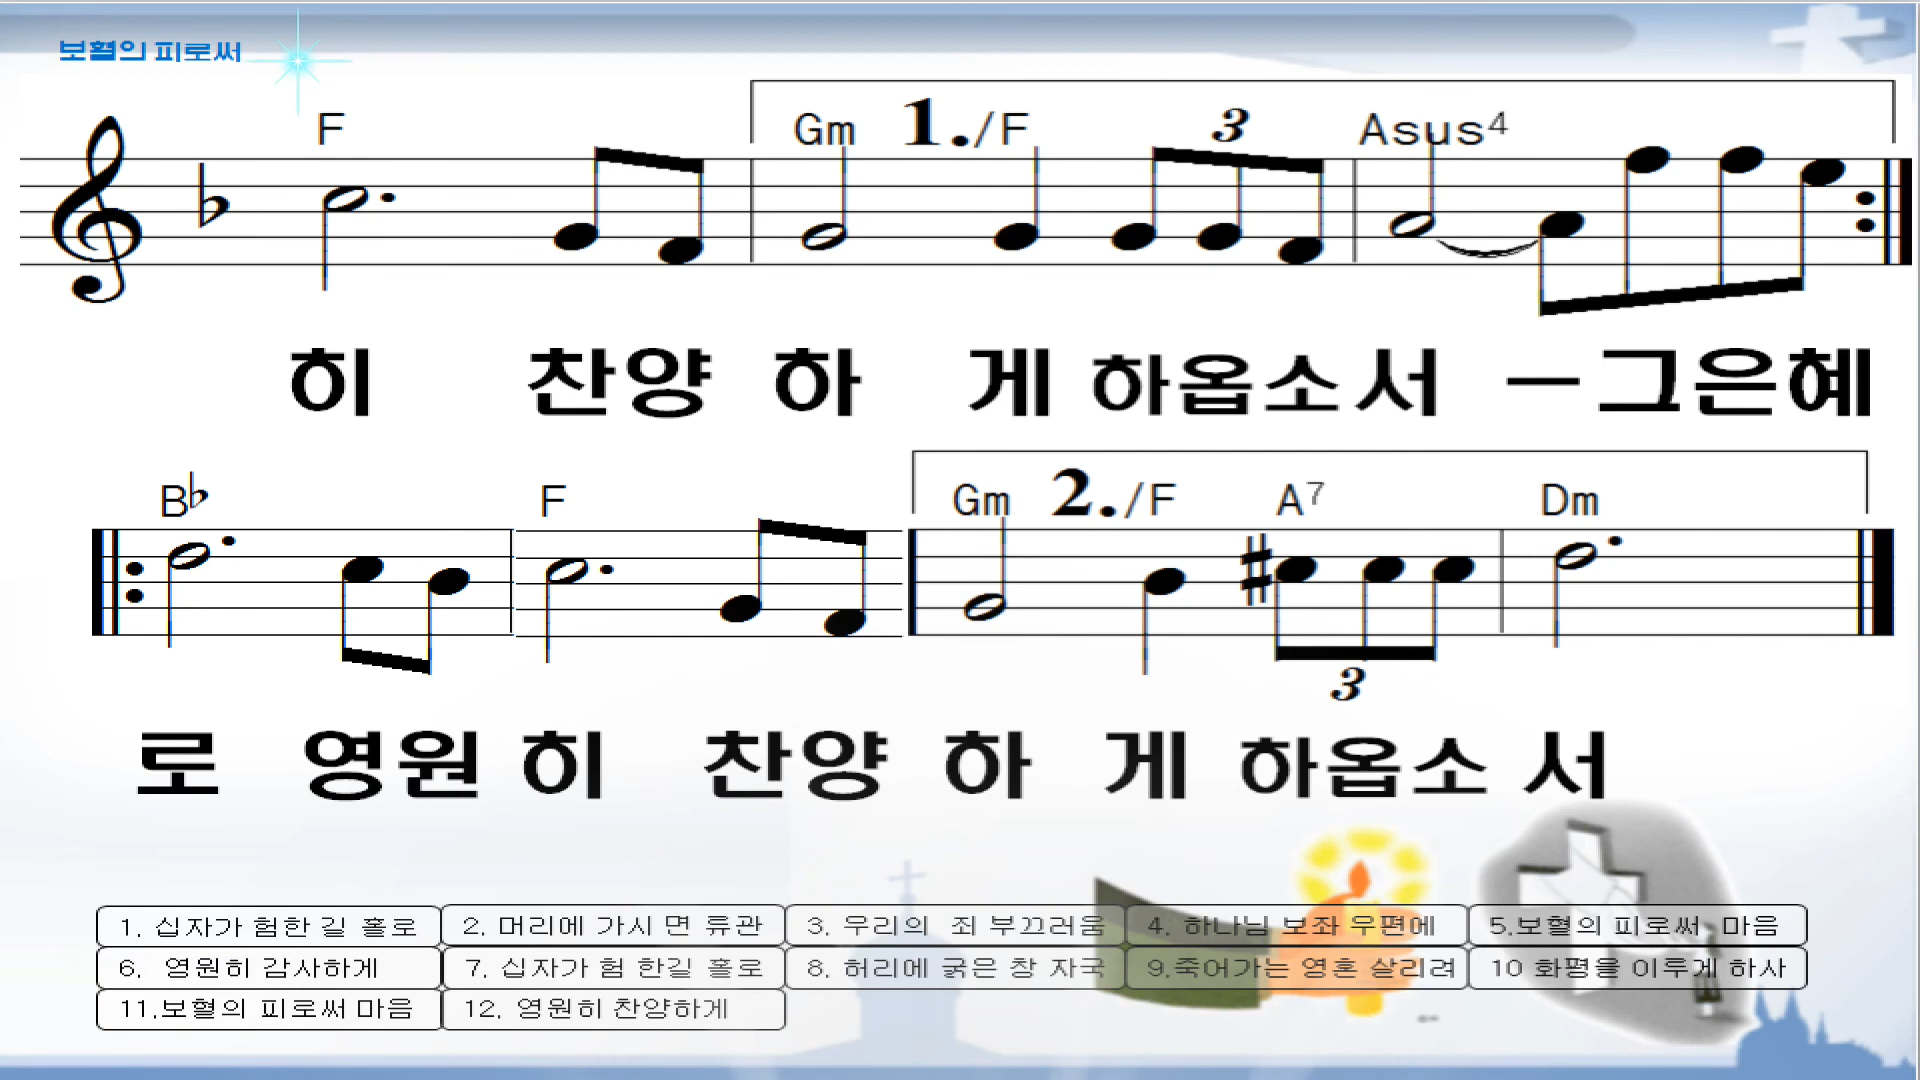 보혈의 피로써
F Gm 1. /F 3 Asus4
히 찬양 하 게 하옵소서 ー그은혜
B♭ F Gm 2. /F A7 Dm
3
로 영원 히 찬양 하 게 하옵소 서
1. 십자가 험한 길 홀로 2. 머리에 가시 면 류관 3. 우리의 죄 부끄러움 4. 하나님 보좌 우편에 5.보혈의 피로써, 마음
6. 영원히 감사하게 7. 십자가 험 한길 홀로 8. 허리에 굵은 창 자국 9.죽어가는 영혼 살리려 10 화평을 이루게 하사
11.보혈의 피로써 마음 12. 영원히 찬양하게